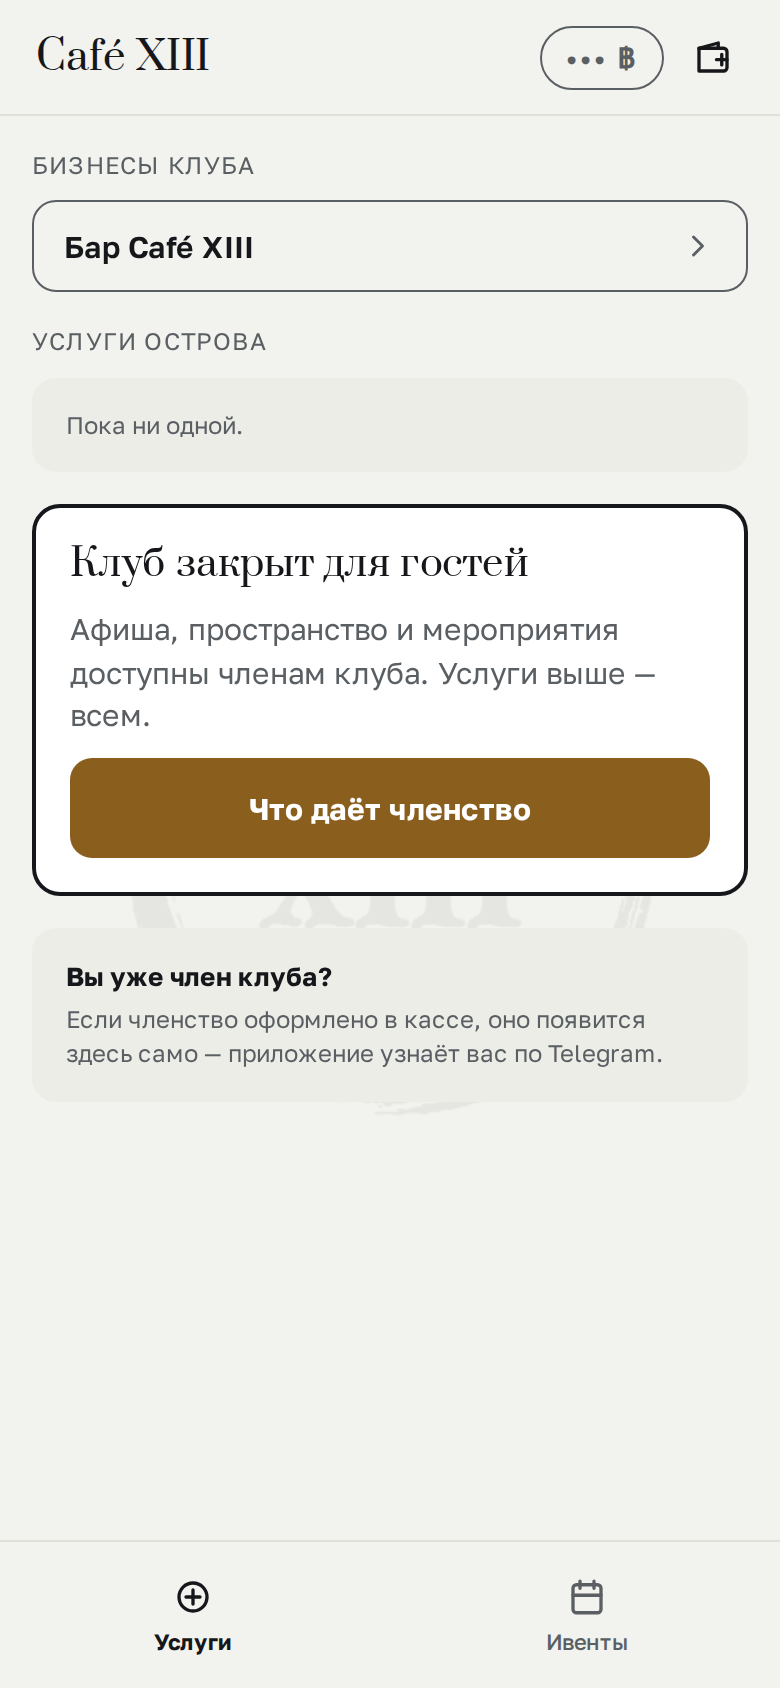 Café XIII
••• ฿
БИЗНЕСЫ КЛУБА
Бар Café XIII
УСЛУГИ ОСТРОВА
Пока ни одной.
Клуб закрыт для гостей
Афиша, пространство и мероприятия
доступны членам клуба. Услуги выше —
всем.
Что даёт членство
XIII
Вы уже член клуба?
Если членство оформлено в кассе, оно появится
здесь само — приложение узнаёт вас по Telegram.
Услуги
Ивенты